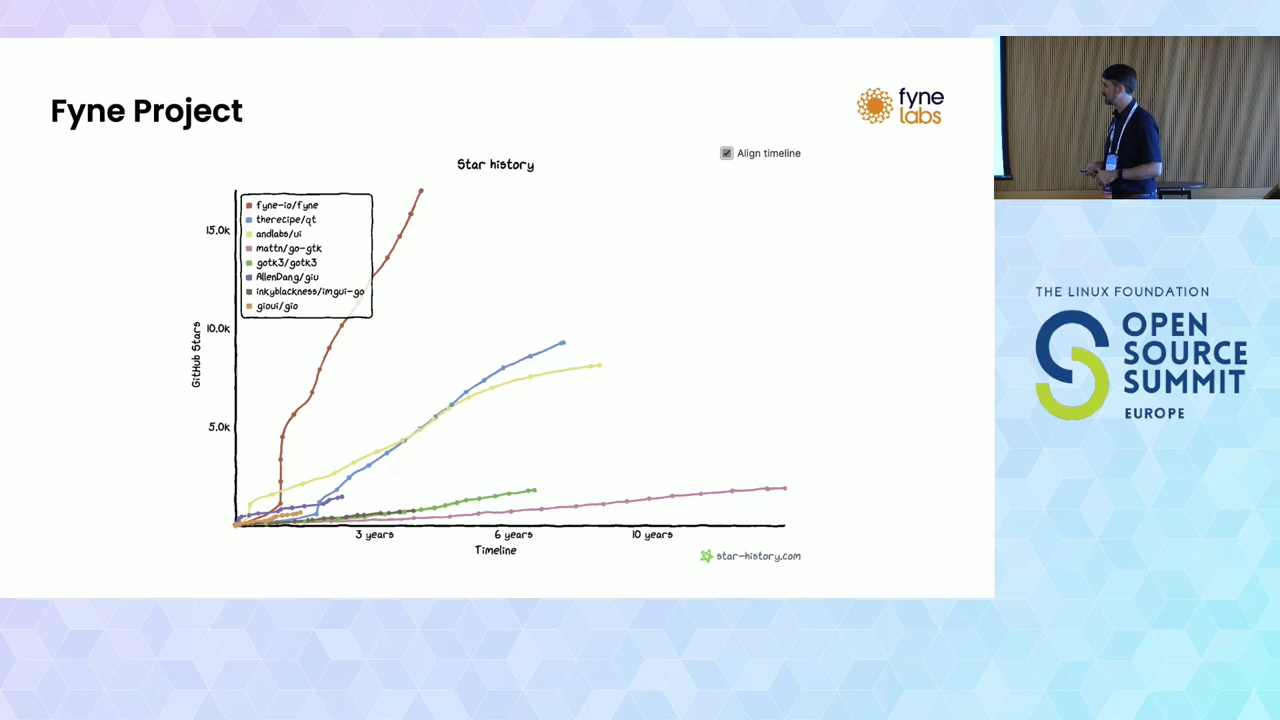 Fyne Project
fyne
labs
Align timeline
Star history
fyne-io/fyne
therecipe/qt
andlabs/ui
mattn/go-gtk
gotk3/gotk3
AllenDang/giu
inkyblackness/imgui-go
gioui/gio
15.0k
10.0k
5.0k
GitHub Stars
3 years
6 years
10 years
Timeline
star-history.com
THE LINUX FOUNDATION
OPEN
SOURCE
SUMMIT
EUROPE